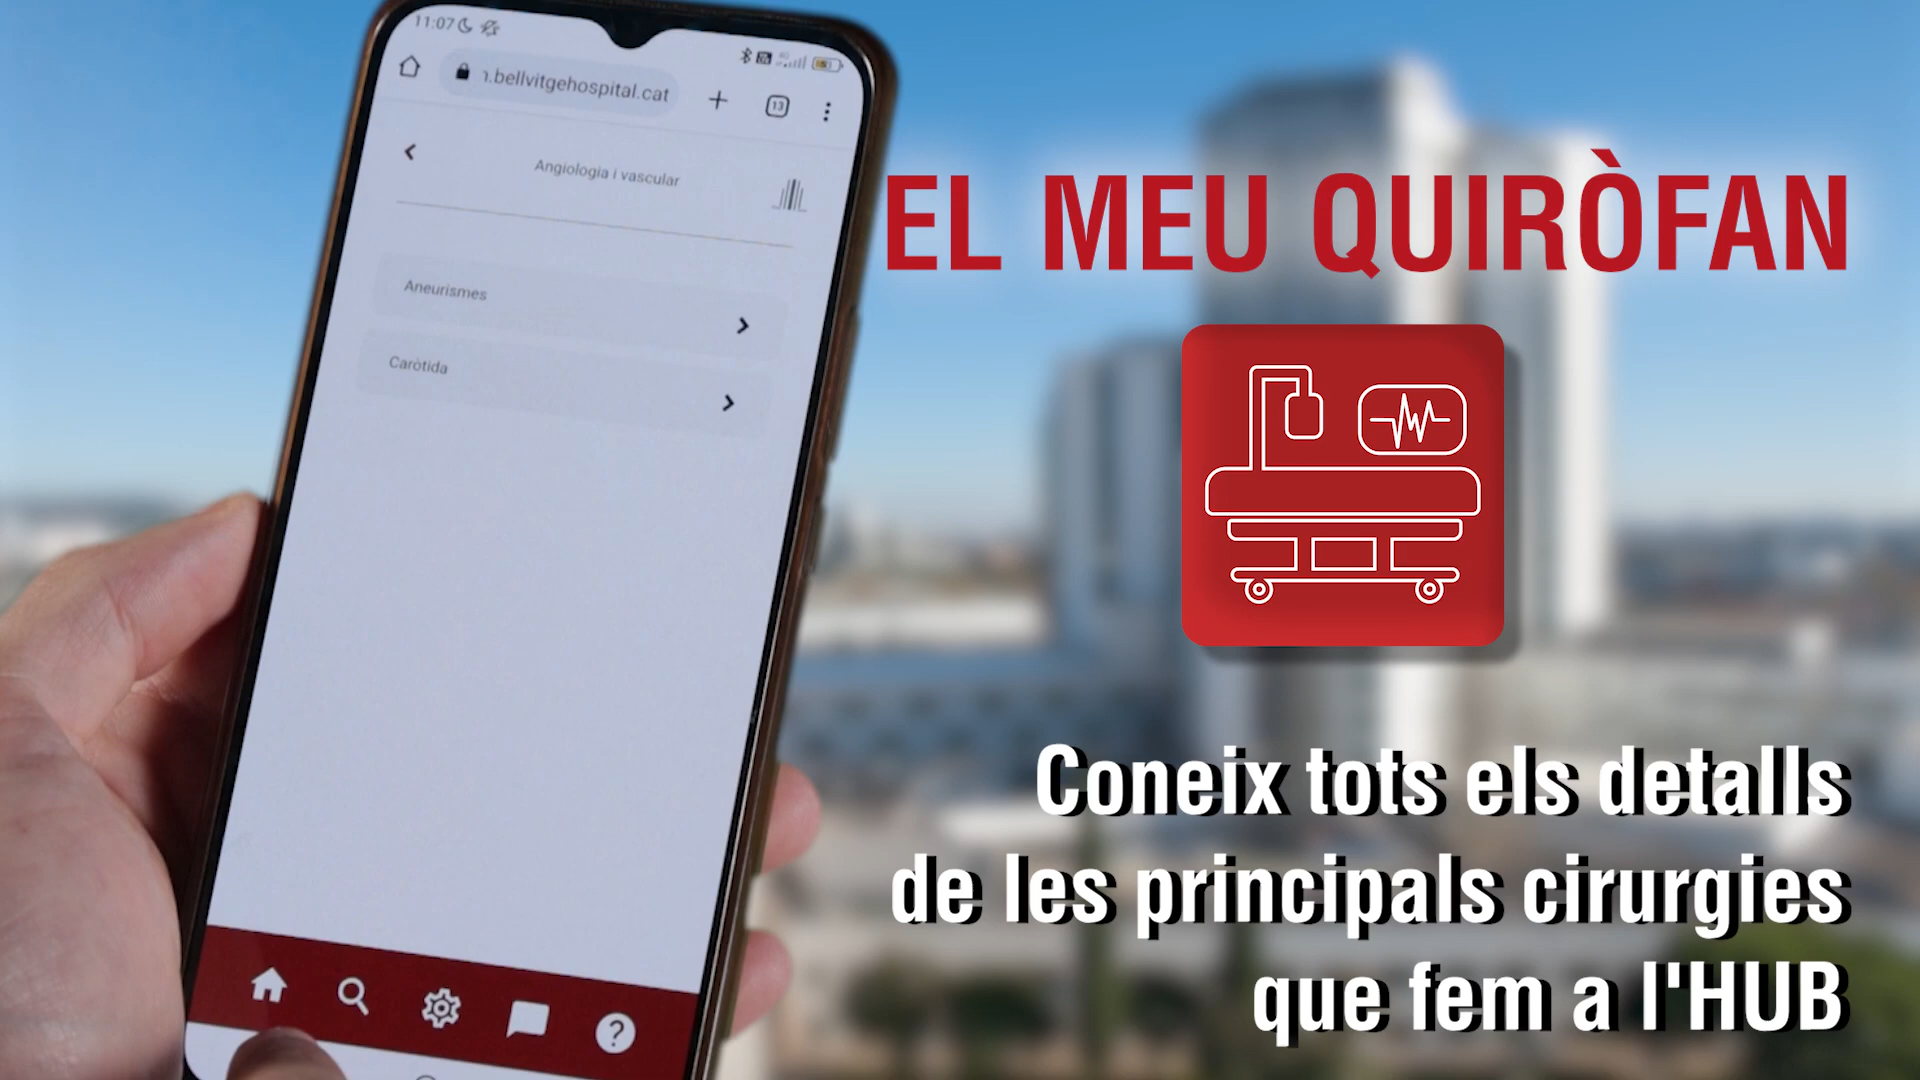 11:07
n.bellvitgehospital.cat
13
Angiologia i vascular
Aneurismes
Caròtida
EL MEU QUIRÒFAN
Coneix tots els detalls
de les principals cirurgies
que fem a l'HUB